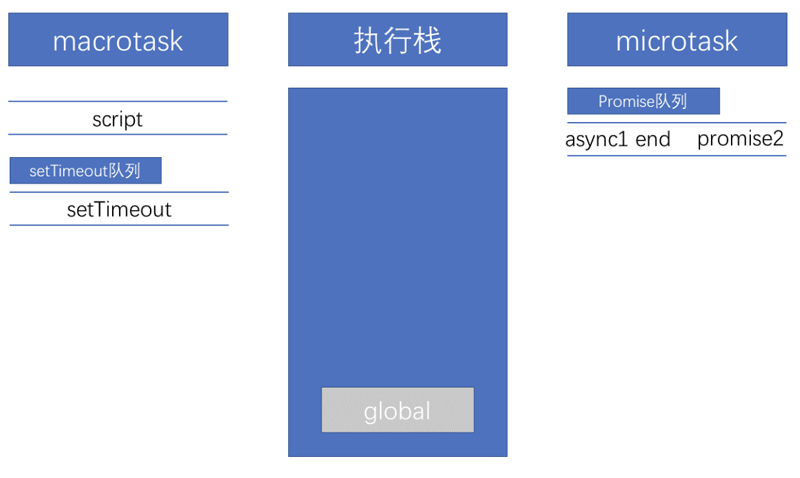 macrotask
执行栈
microtask
script
setTimeout队列
setTimeout
global
Promise队列
async1 end promise2